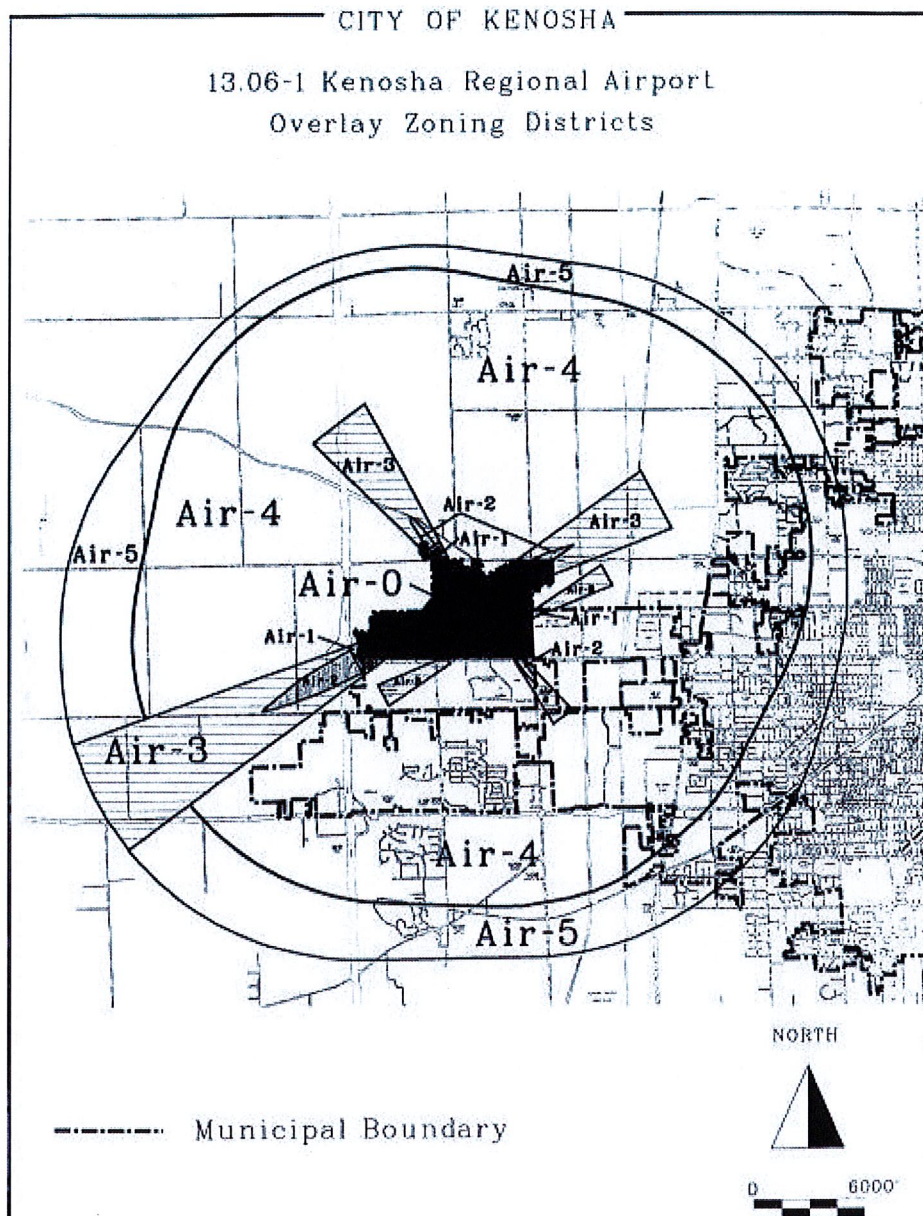 CITY OF KENOSHA
13.06-1 Kenosha Regional Airport
Overlay Zoning Districts
Air-5
Air-4
Air-3
Air-2
Air-3
Air-4
Air-1
Air-5
Air-0
Air-1
Air-1
Air-2
Air-3
Air-4
Air-5
NORTH
Municipal Boundary
0 6000'